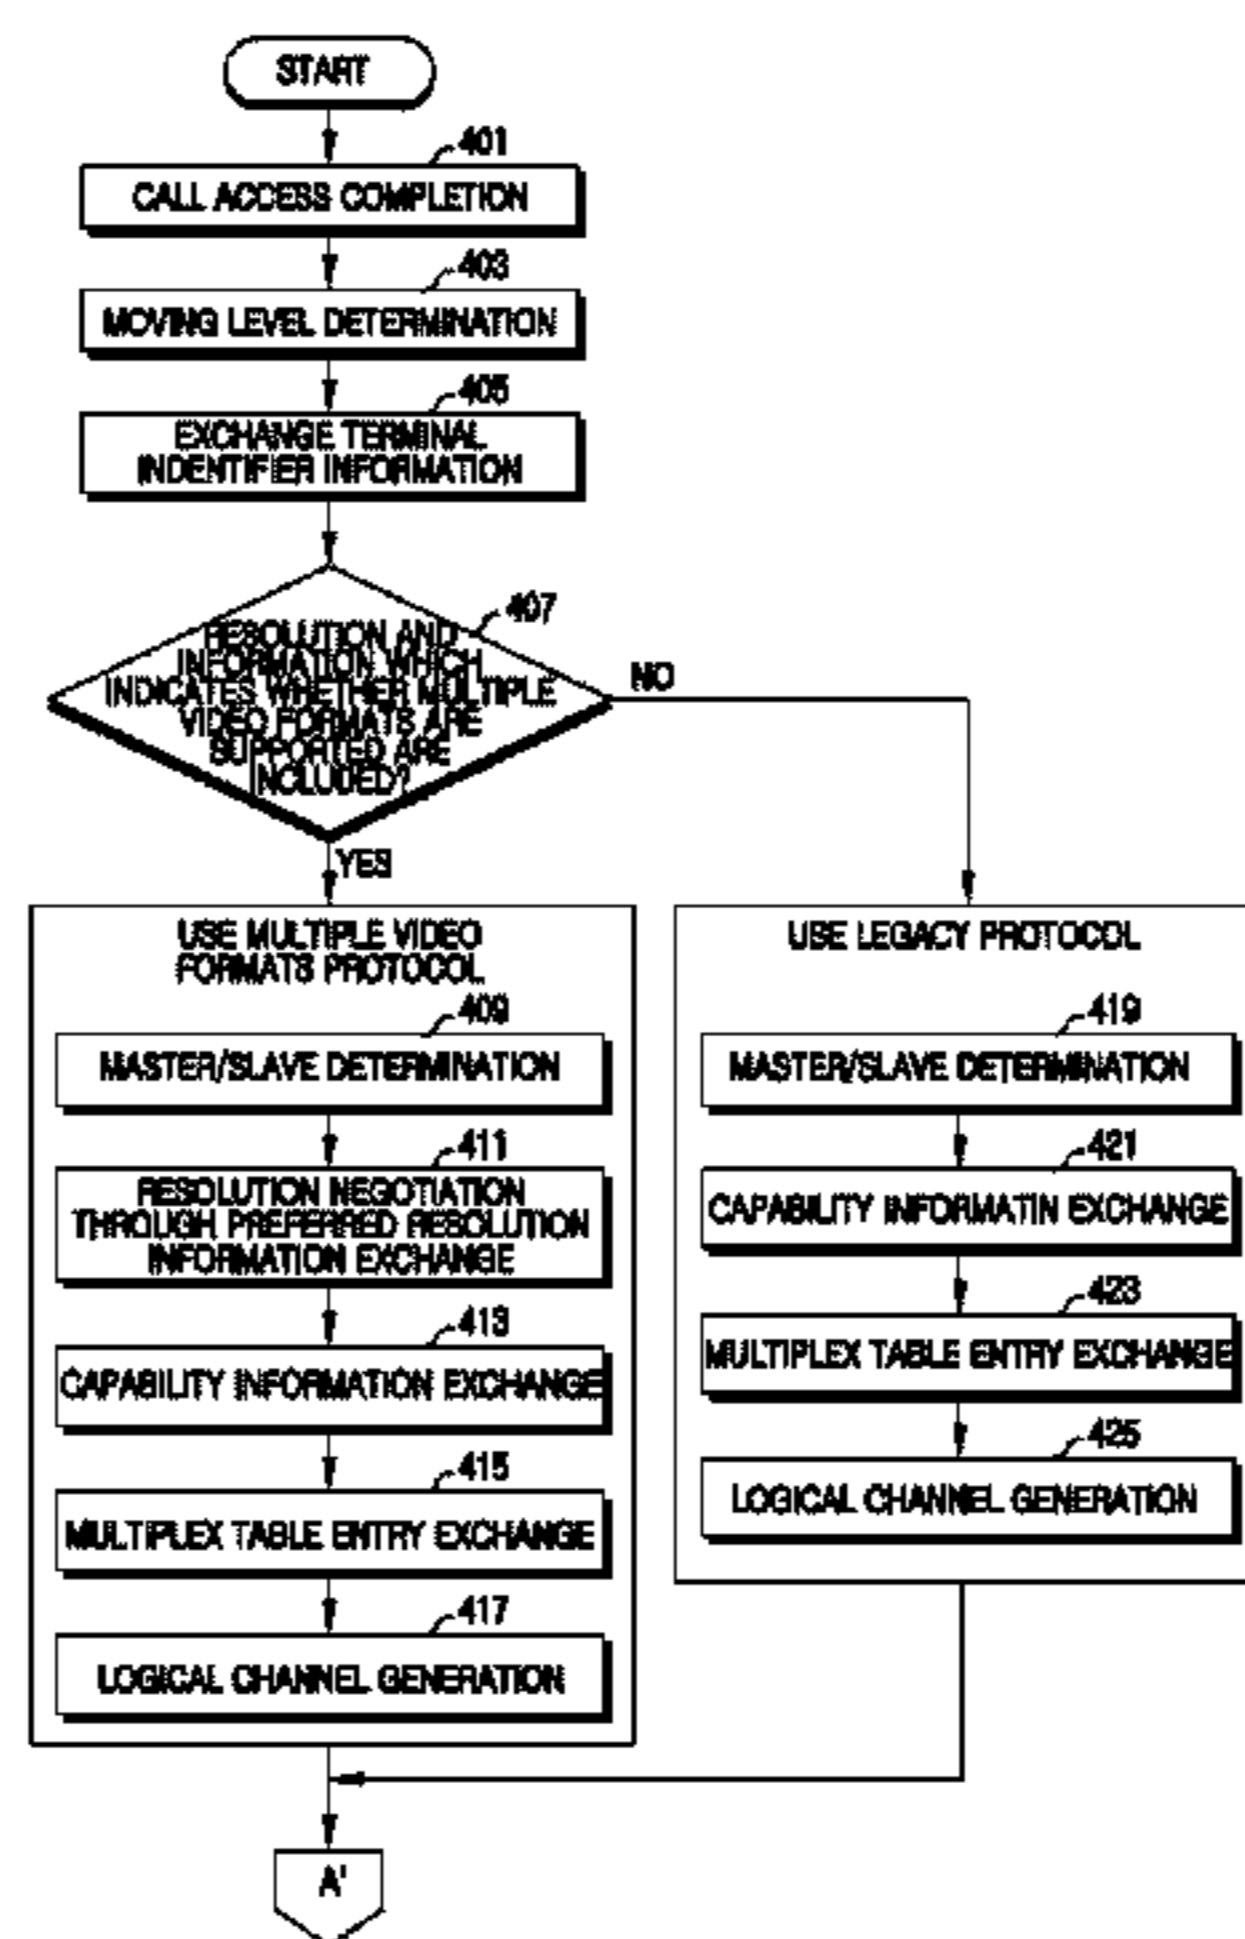 START
401
CALL ACCESS COMPLETION
403
MOVING LEVEL DETERMINATION
405
EXCHANGE TERMINAL
INDENTIFIER INFORMATION
407
RESOLUTION AND
INFORMATION WHICH
INDICATES WHETHER MULTIPLE
VIDEO FORMATS ARE
SUPPORTED ARE
INCLUDED?
NO
YES
USE MULTIPLE VIDEO
FORMATS PROTOCOL
409
MASTER/SLAVE DETERMINATION
411
RESOLUTION NEGOTIATION
THROUGH PREFERRED RESOLUTION
INFORMATION EXCHANGE
413
CAPABILITY INFORMATION EXCHANGE
415
MULTIPLEX TABLE ENTRY EXCHANGE
417
LOGICAL CHANNEL GENERATION
USE LEGACY PROTOCOL
419
MASTER/SLAVE DETERMINATION
421
CAPABILITY INFORMATIN EXCHANGE
423
MULTIPLEX TABLE ENTRY EXCHANGE
425
LOGICAL CHANNEL GENERATION
A'